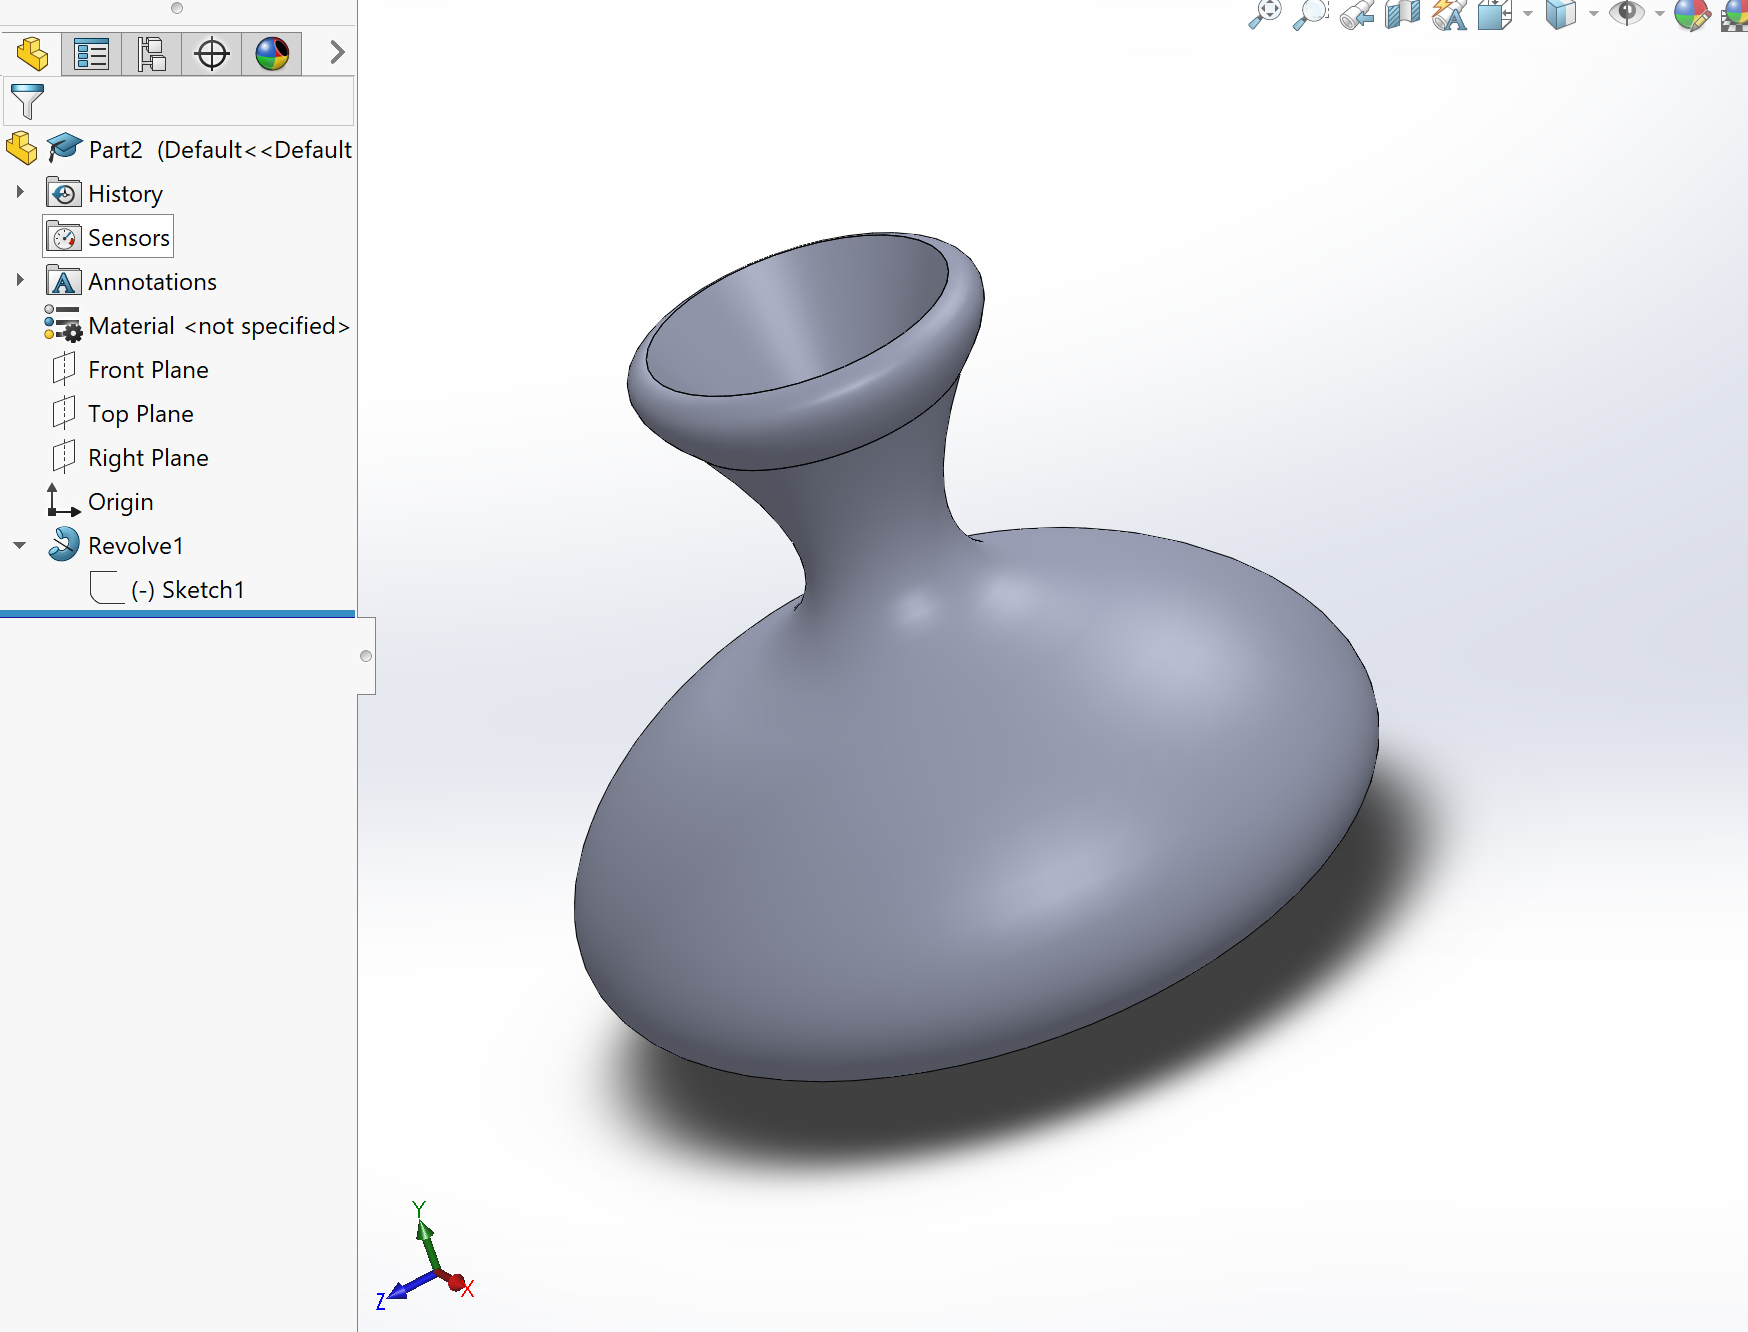 Part2 (Default<<Default
History
Sensors
Annotations
Material <not specified>
Front Plane
Top Plane
Right Plane
Origin
Revolve1
(-) Sketch1
Y
Z
X